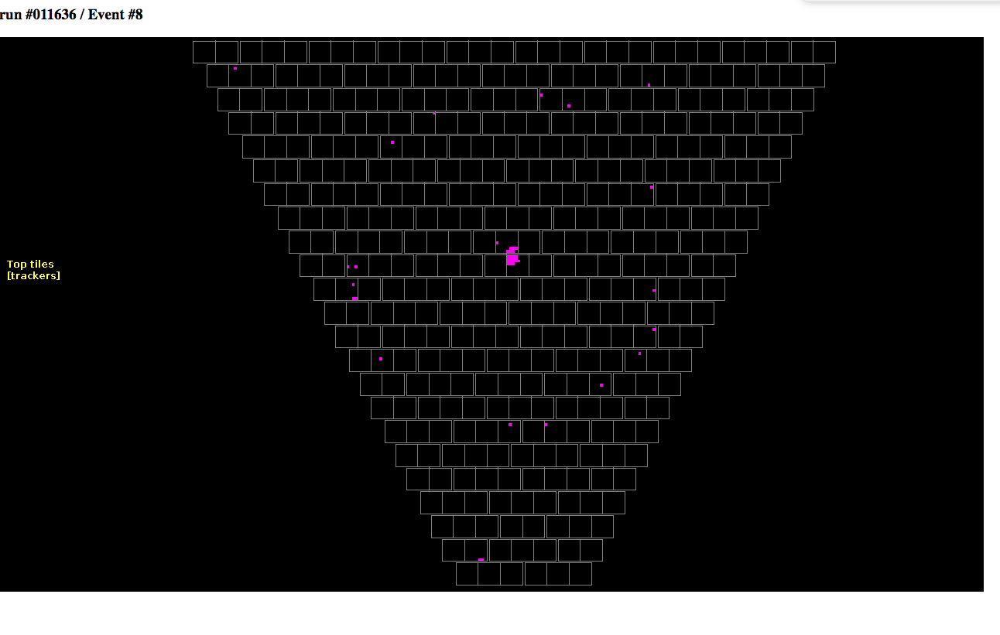 run #011636 / Event #8
Top tiles
[trackers]